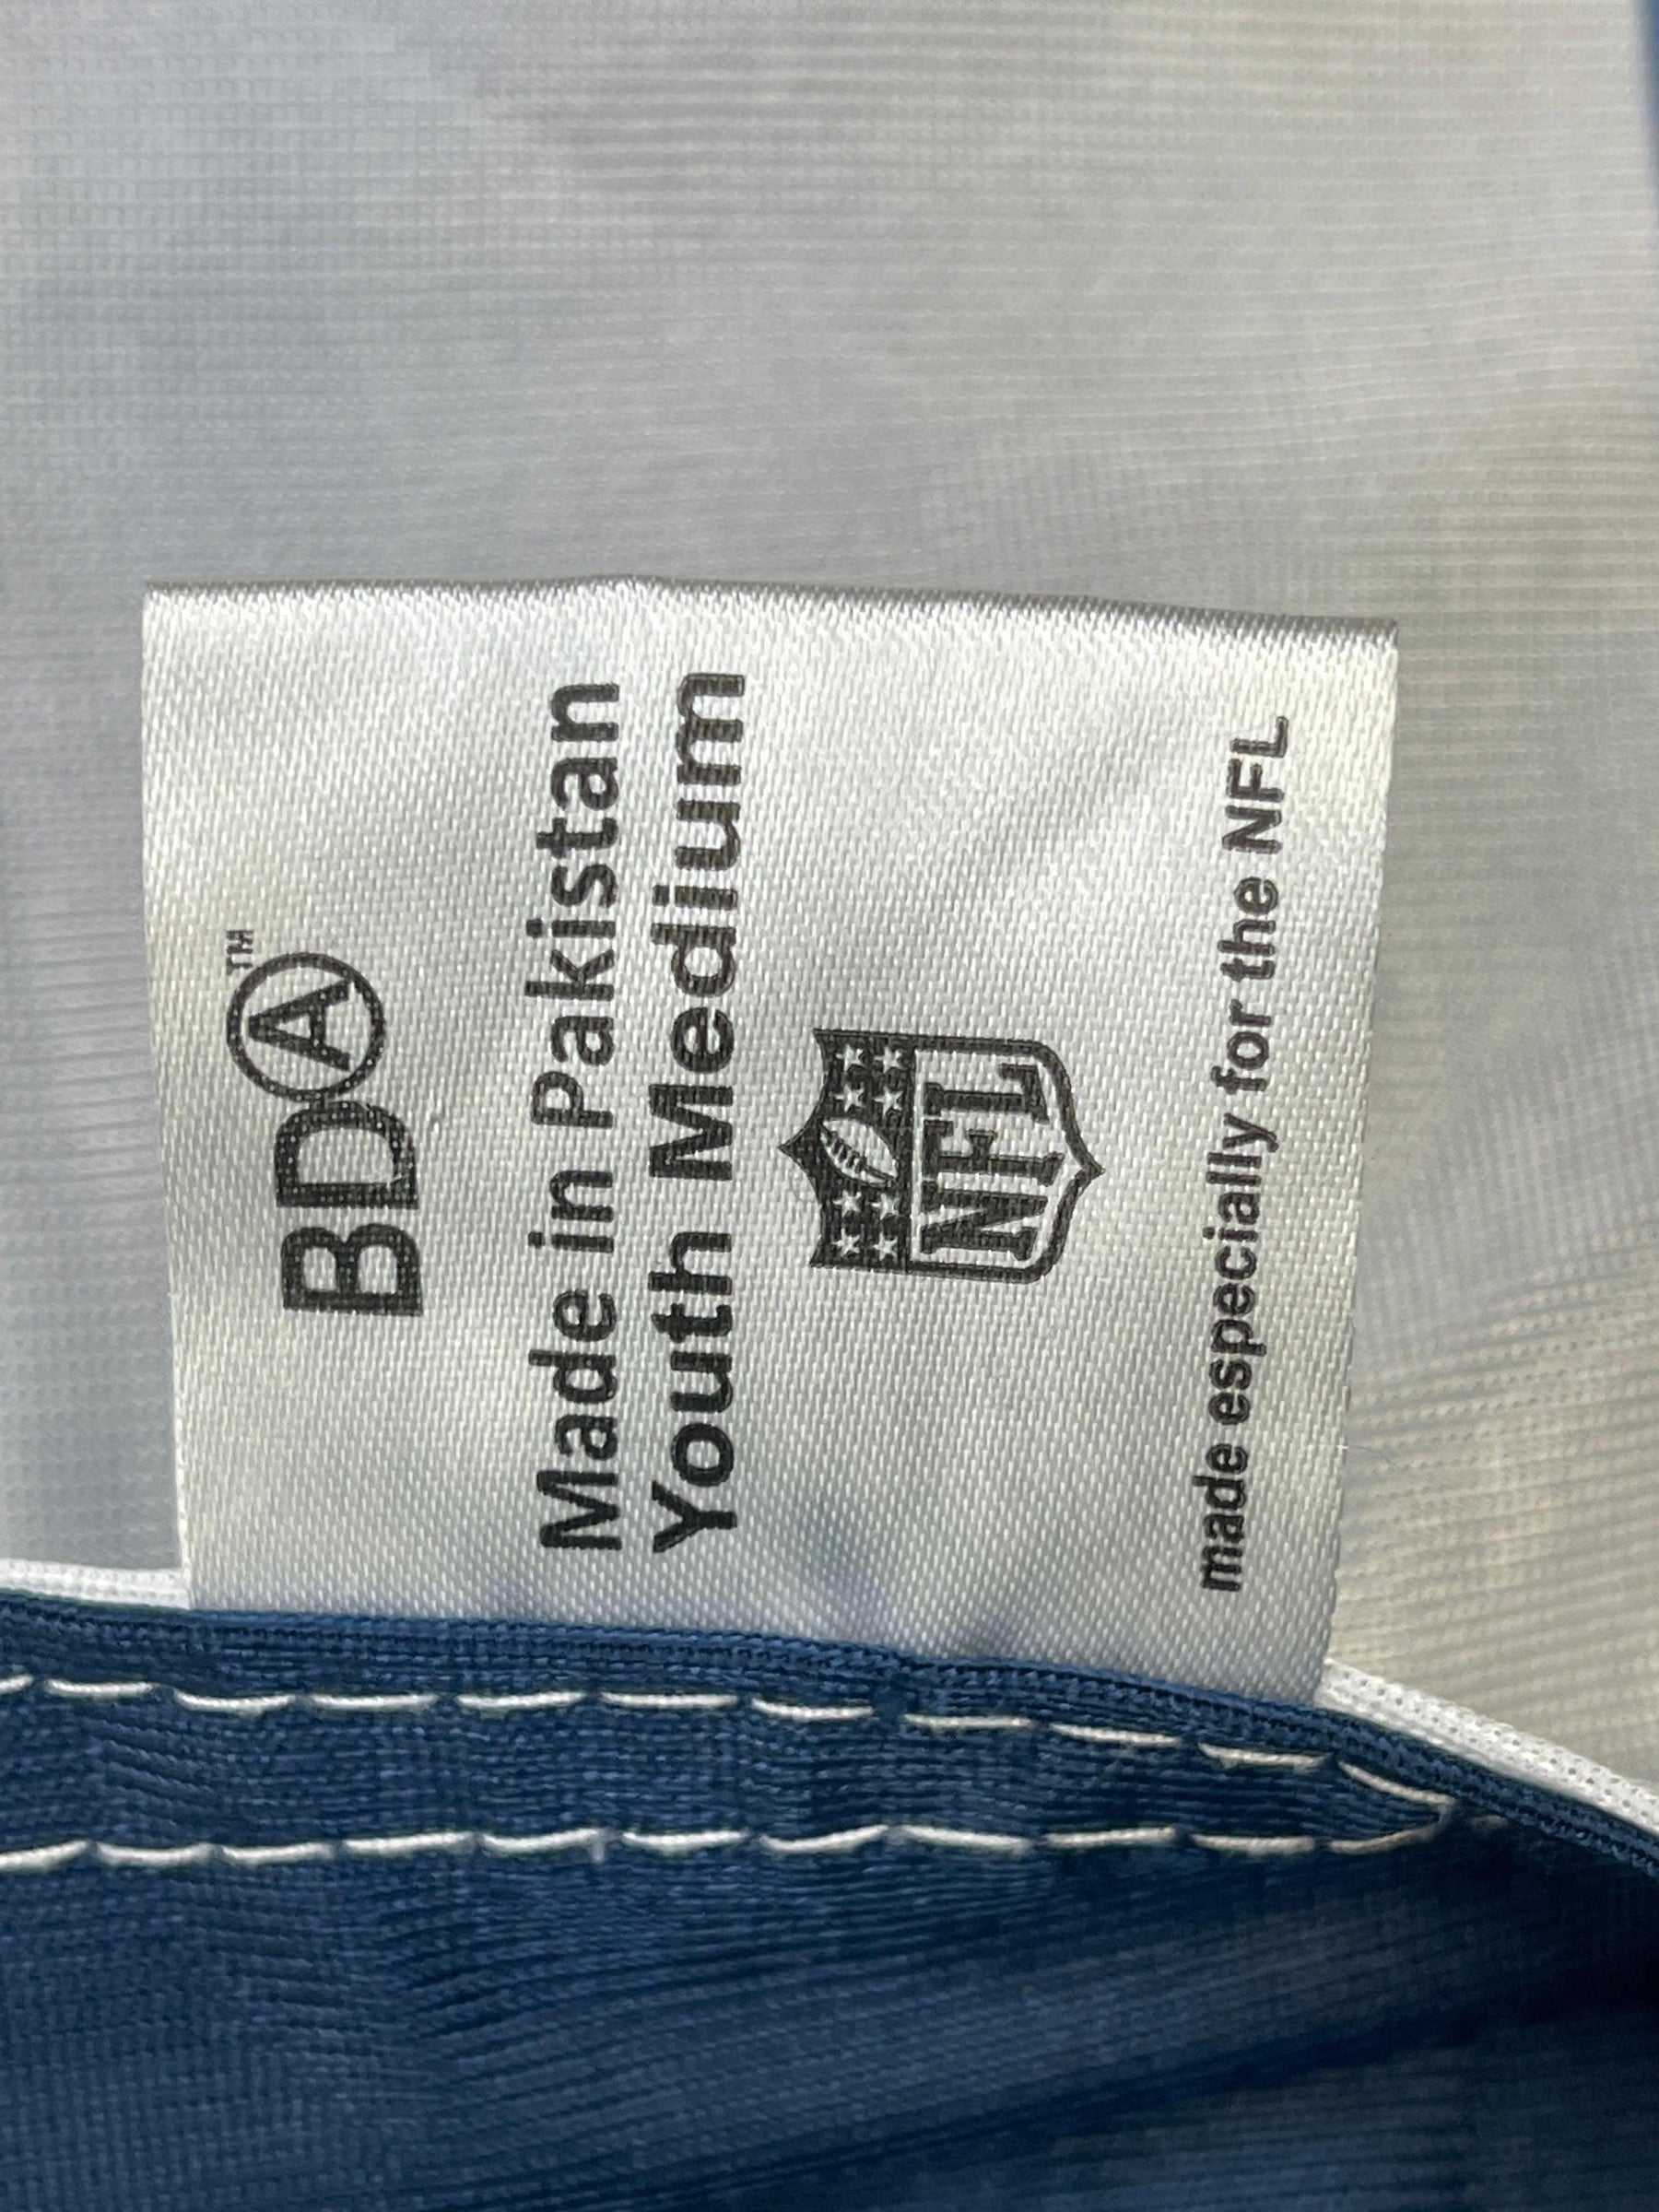 BDA™
Made in Pakistan
Youth Medium
NFL
made especially for the NFL